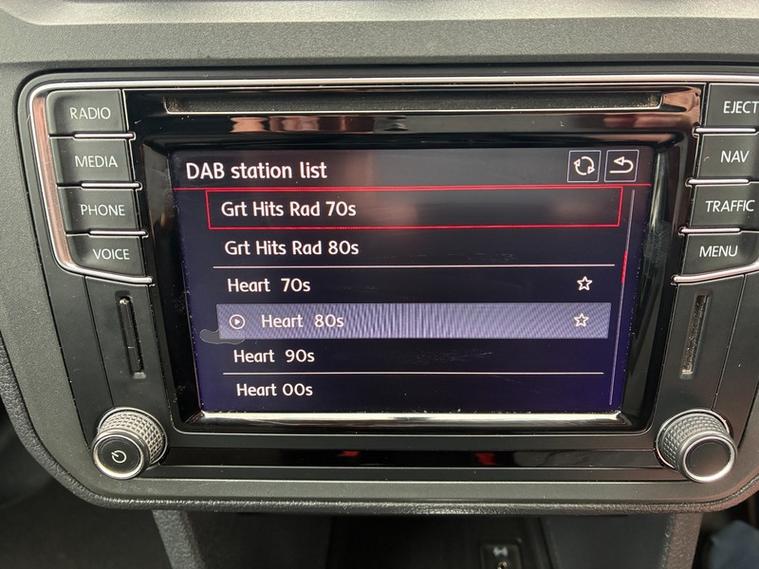 RADIO
MEDIA
PHONE
VOICE
DAB station list
Grt Hits Rad 70s
Grt Hits Rad 80s
Heart 70s
Heart 80s
Heart 90s
Heart 00s
EJECT
NAV
TRAFFIC
MENU